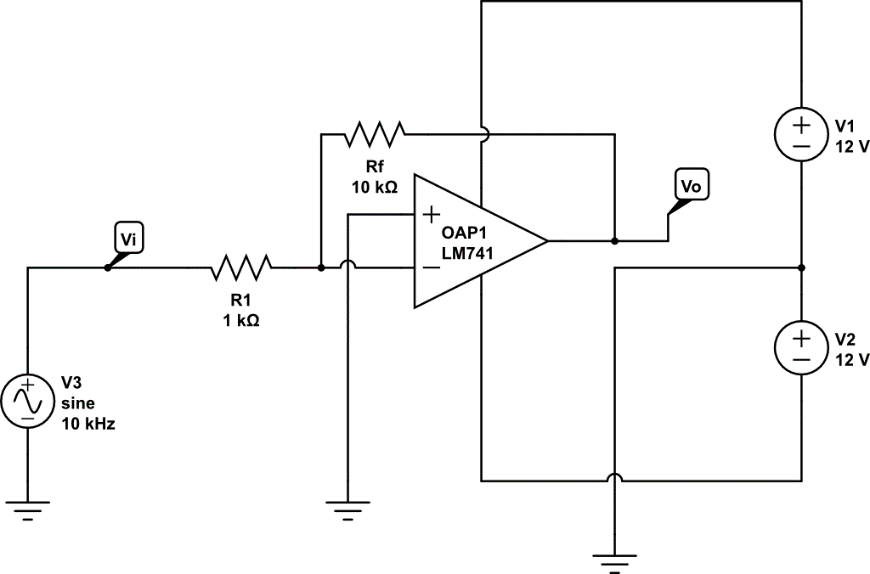 V1
12 V
Rf
10 kΩ
Vo
OAP1
LM741
Vi
R1
1 kΩ
V2
12 V
V3
sine
10 kHz